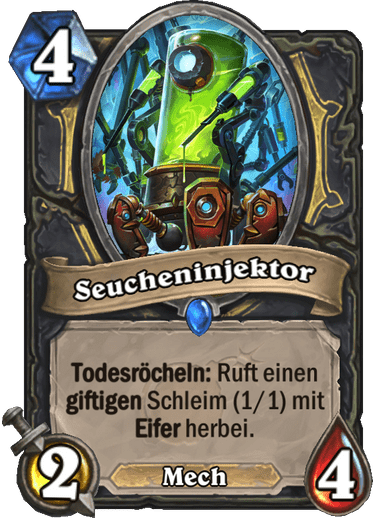 4
Seucheninjektor
Todesröcheln: Ruft einen
giftigen Schleim (1/1) mit
Eifer herbei.
2
Mech
4